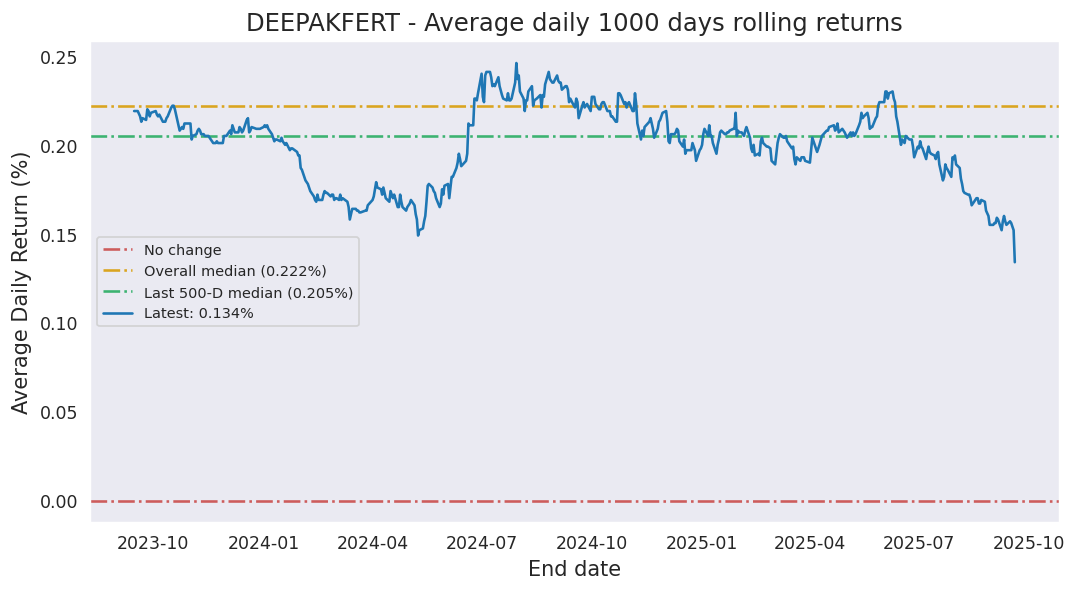 DEEPAKFERT - Average daily 1000 days rolling returns
Average Daily Return (%)
0.25
0.20
0.15
0.10
0.05
0.00
No change
Overall median (0.222%)
Last 500-D median (0.205%)
Latest: 0.134%
2023-10 2024-01 2024-04 2024-07 2024-10 2025-01 2025-04 2025-07 2025-10
End date